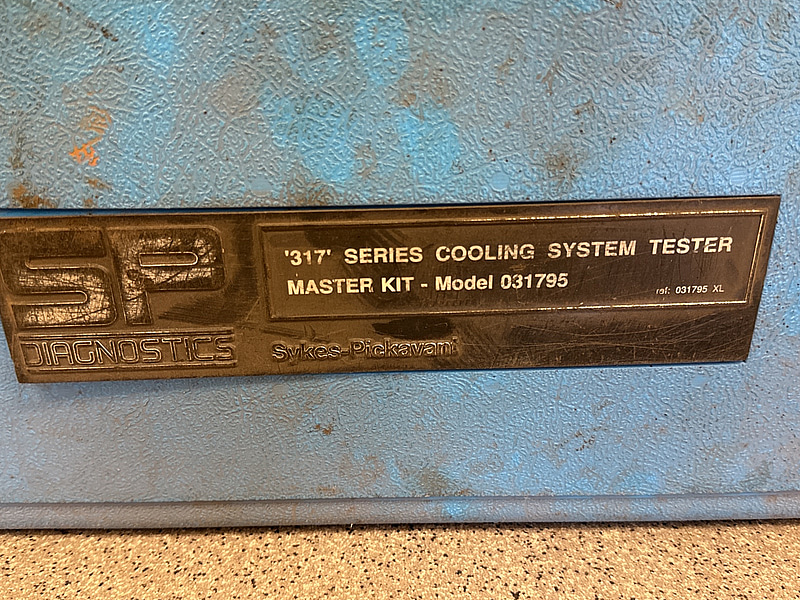 SP
DIAGNOSTICS
'317' SERIES COOLING SYSTEM TESTER
MASTER KIT - Model 031795
ref: 031795 XL
Sykes-Pickavant